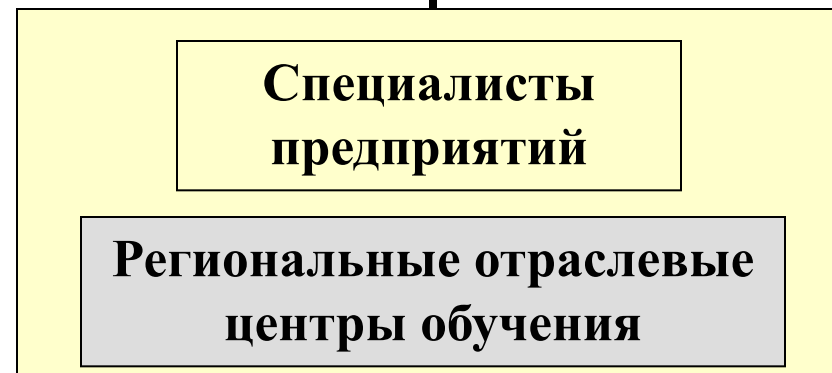 Специалисты
предприятий
Региональные отраслевые
центры обучения